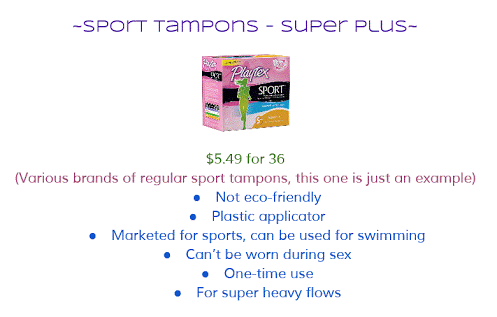 ~Sport Tampons - Super Plus~
Playtex
SPORT
$5.49 for 36
(Various brands of regular sport tampons, this one is just an example)
● Not eco-friendly
● Plastic applicator
● Marketed for sports, can be used for swimming
● Can't be worn during sex
● One-time use
● For super heavy flows